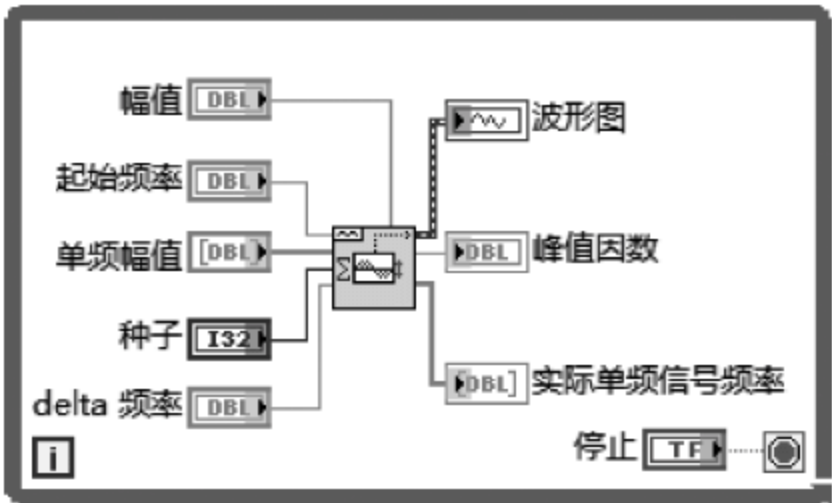 幅值 DBL
起始频率 DBL
单频幅值 [DBL]
种子 I32
delta 频率 DBL
i
波形图
DBL 峰值因数
[DBL] 实际单频信号频率
停止 TF